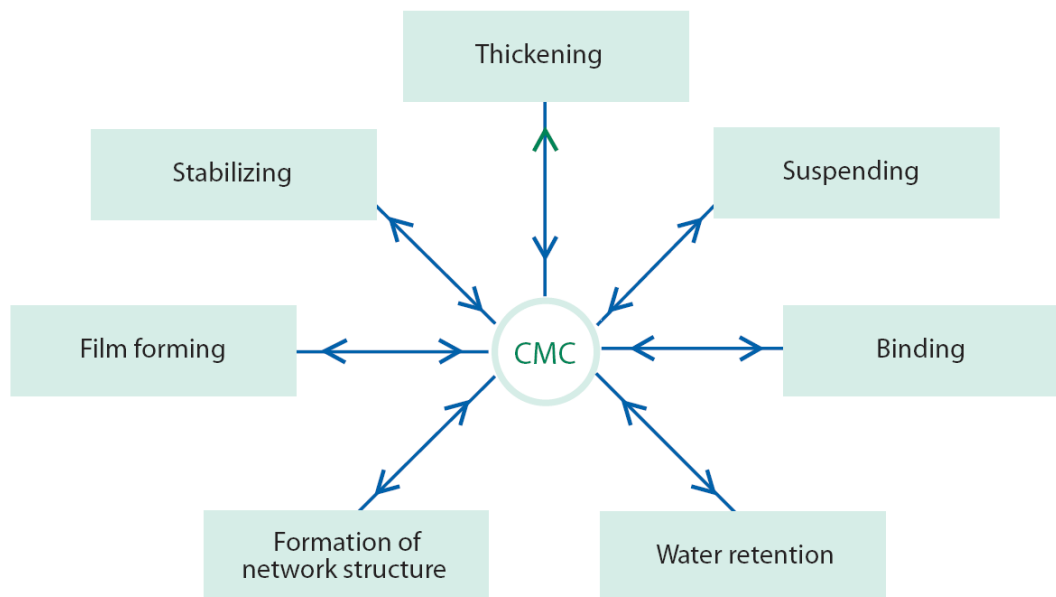 Thickening
Stabilizing
Suspending
Film forming
CMC
Binding
Formation of
network structure
Water retention